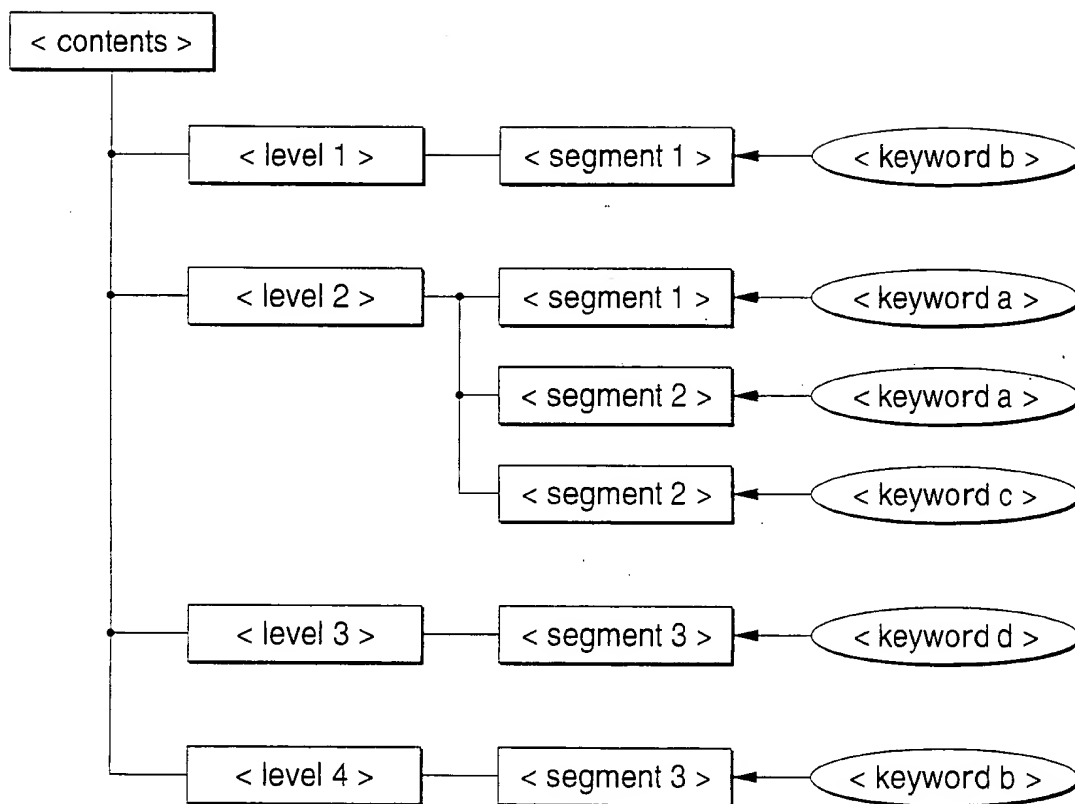 < contents >
< level 1 > < segment 1 > < keyword b >
< level 2 > < segment 1 > < keyword a >
< segment 2 > < keyword a >
< segment 2 > < keyword c >
< level 3 > < segment 3 > < keyword d >
< level 4 > < segment 3 > < keyword b >